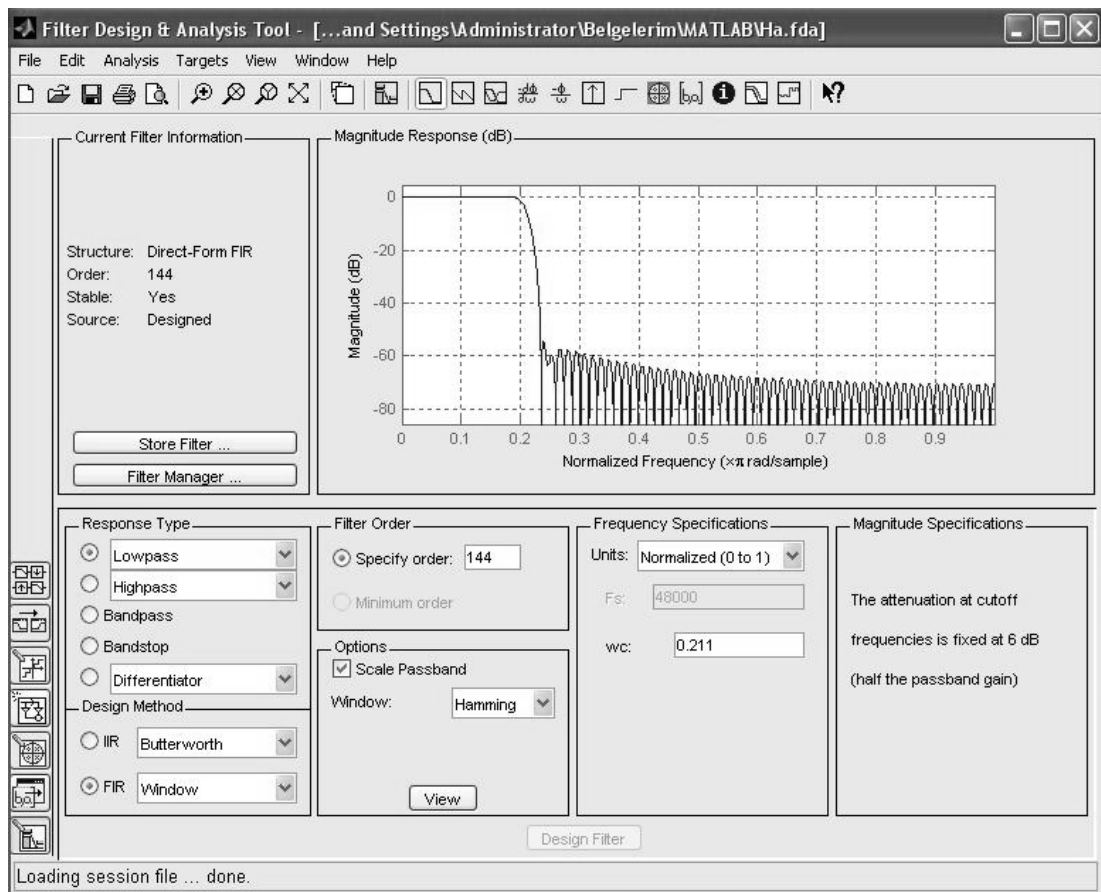 Filter Design & Analysis Tool - [...and Settings\Administrator\Belgelerim\MATLAB\Ha.fda]
File Edit Analysis Targets View Window Help
Current Filter Information
Structure: Direct-Form FIR
Order: 144
Stable: Yes
Source: Designed
Store Filter ...
Filter Manager ...
Magnitude Response (dB)
Magnitude (dB)
0
-20
-40
-60
-80
0 0.1 0.2 0.3 0.4 0.5 0.6 0.7 0.8 0.9
Normalized Frequency (×π rad/sample)
Response Type
Lowpass
Highpass
Bandpass
Bandstop
Differentiator
Design Method
IIR Butterworth
FIR Window
Filter Order
Specify order: 144
Minimum order
Options
Scale Passband
Window: Hamming
View
Frequency Specifications
Units: Normalized (0 to 1)
Fs: 48000
wc: 0.211
Magnitude Specifications
The attenuation at cutoff
frequencies is fixed at 6 dB
(half the passband gain)
Design Filter
Loading session file ... done.